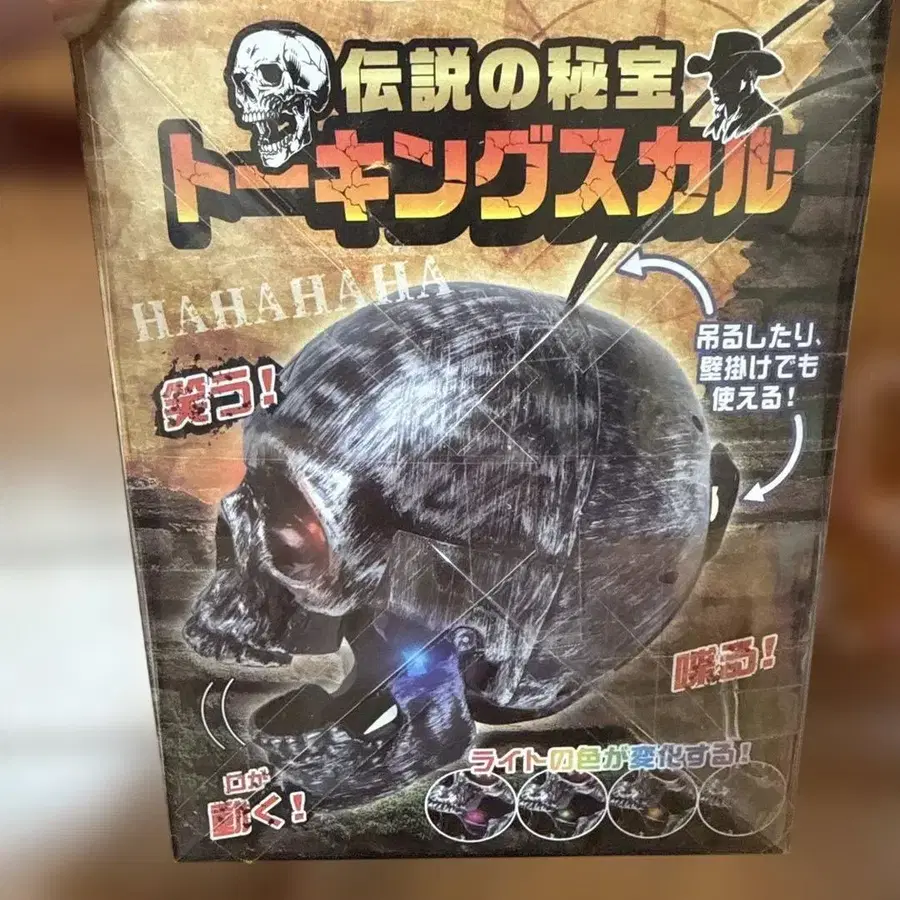 伝説の秘宝
トーキングスカル
HAHAHAHA
笑う!
吊るしたり、
壁掛けでも
使える!
喋る!
ライトの色が変化する!
口が
動く!